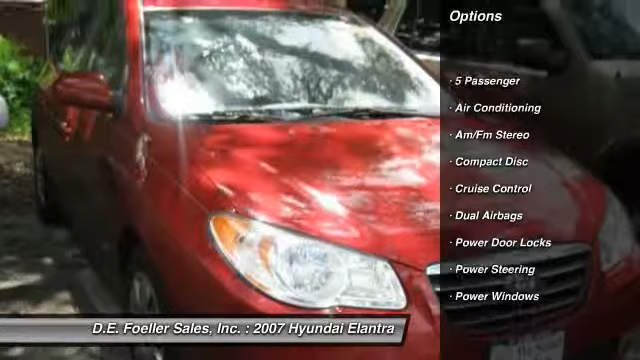 Options
· 5 Passenger
· Air Conditioning
· Am/Fm Stereo
· Compact Disc
· Cruise Control
· Dual Airbags
· Power Door Locks
· Power Steering
· Power Windows
D.E. Foeller Sales, Inc. : 2007 Hyundai Elantra